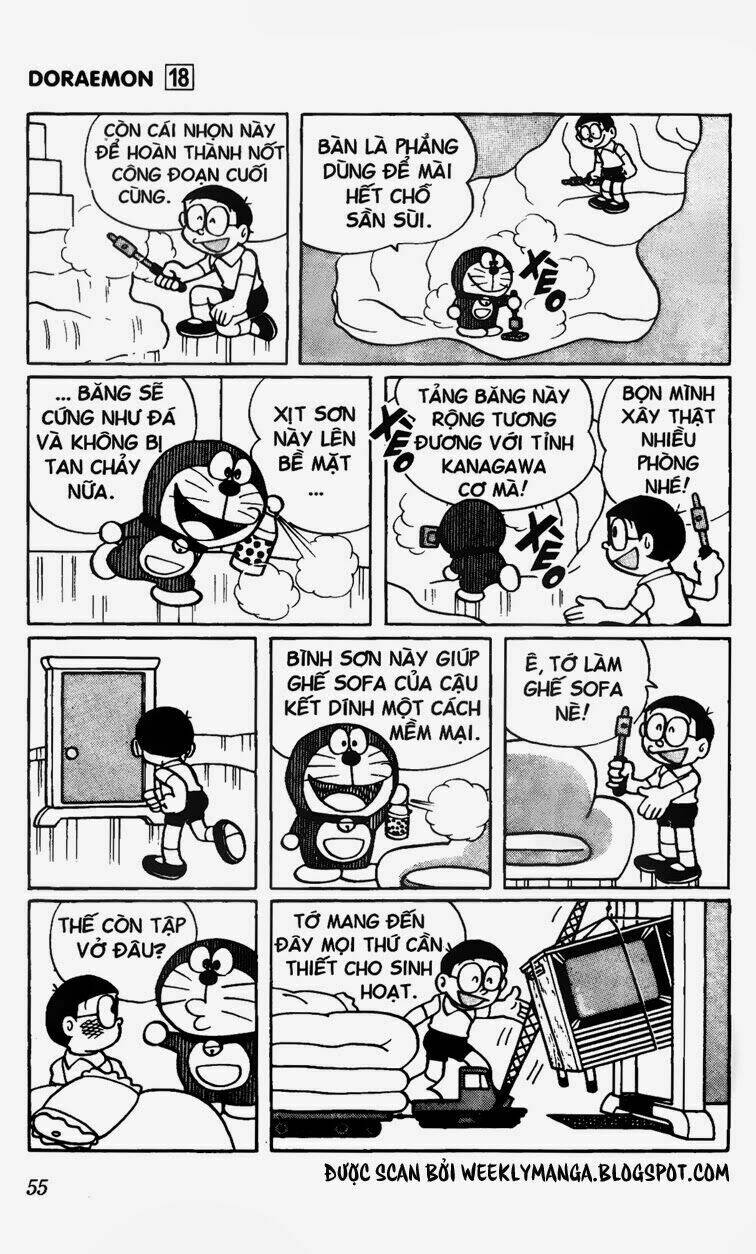 DORAEMON 18
BÀN LÀ PHẲNG
DÙNG ĐỂ MÀI
HẾT CHỖ
SẦN SÙI.
XÈO
CÒN CÁI NHỌN NÀY
ĐỂ HOÀN THÀNH NỐT
CÔNG ĐOẠN CUỐI
CÙNG.
BỌN MÌNH
XÂY THẬT
NHIỀU
PHÒNG
NHÉ!
TẢNG BĂNG NÀY
RỘNG TƯƠNG
ĐƯƠNG VỚI TỈNH
KANAGAWA
CƠ MÀ!
XÈO
XÈO
XỊT SƠN
NÀY LÊN
BỀ MẶT
...
... BĂNG SẼ
CỨNG NHƯ ĐÁ
VÀ KHÔNG BỊ
TAN CHẢY
NỮA.
Ê, TỚ LÀM
GHẾ SOFA
NÈ!
BÌNH SƠN NÀY GIÚP
GHẾ SOFA CỦA CẬU
KẾT DÍNH MỘT CÁCH
MỀM MẠI.
TỚ MANG ĐẾN
ĐÂY MỌI THỨ CẦN
THIẾT CHO SINH
HOẠT.
THẾ CÒN TẬP
VỞ ĐÂU?
ĐƯỢC SCAN BỞI WEEKLYMANGA.BLOGSPOT.COM
55